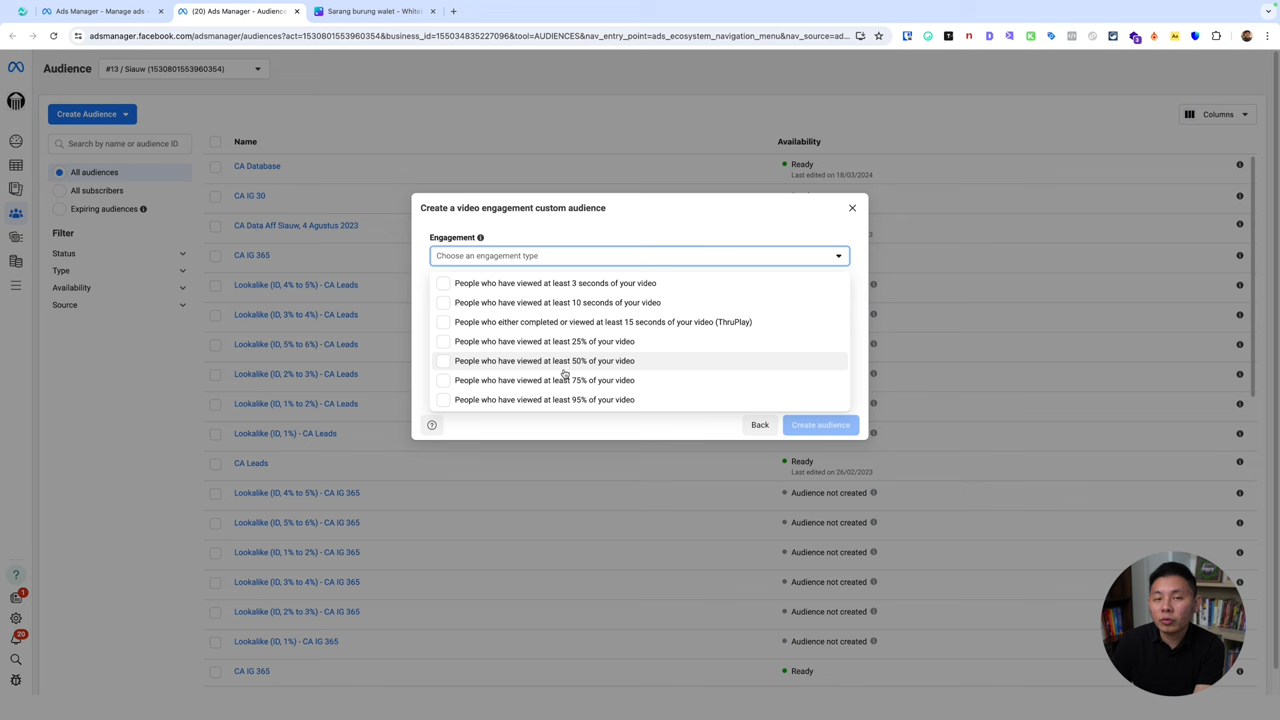 Ads Manager - Manage ads -
(20) Ads Manager - Audience
Sarang burung walet - White
adsmanager.facebook.com/adsmanager/audiences?act=1530801553960354&business_id=155034835227096&tool=AUDIENCES&nav_entry_point=ads_ecosystem_navigation_menu&nav_source=ad...
Audience
#13 / Siauw (1530801553960354)
Create Audience
Columns
Search by name or audience ID
Name
Availability
All audiences
All subscribers
Expiring audiences
Filter
Status
Type
Availability
Source
CA Database
Ready
Last edited on 18/03/2024
CA IG 30
CA Data Aff Siauw, 4 Agustus 2023
CA IG 365
Lookalike (ID, 4% to 5%) - CA Leads
Lookalike (ID, 3% to 4%) - CA Leads
Lookalike (ID, 5% to 6%) - CA Leads
Lookalike (ID, 2% to 3%) - CA Leads
Lookalike (ID, 1% to 2%) - CA Leads
Lookalike (ID, 1%) - CA Leads
CA Leads
Ready
Last edited on 26/02/2023
Lookalike (ID, 4% to 5%) - CA IG 365
Audience not created
Lookalike (ID, 5% to 6%) - CA IG 365
Audience not created
Lookalike (ID, 1% to 2%) - CA IG 365
Audience not created
Lookalike (ID, 3% to 4%) - CA IG 365
Audience not created
Lookalike (ID, 2% to 3%) - CA IG 365
Audience not created
Lookalike (ID, 1%) - CA IG 365
Audience not created
CA IG 365
Ready
Create a video engagement custom audience
Engagement
Choose an engagement type
People who have viewed at least 3 seconds of your video
People who have viewed at least 10 seconds of your video
People who either completed or viewed at least 15 seconds of your video (ThruPlay)
People who have viewed at least 25% of your video
People who have viewed at least 50% of your video
People who have viewed at least 75% of your video
People who have viewed at least 95% of your video
Back
Create audience
1
20